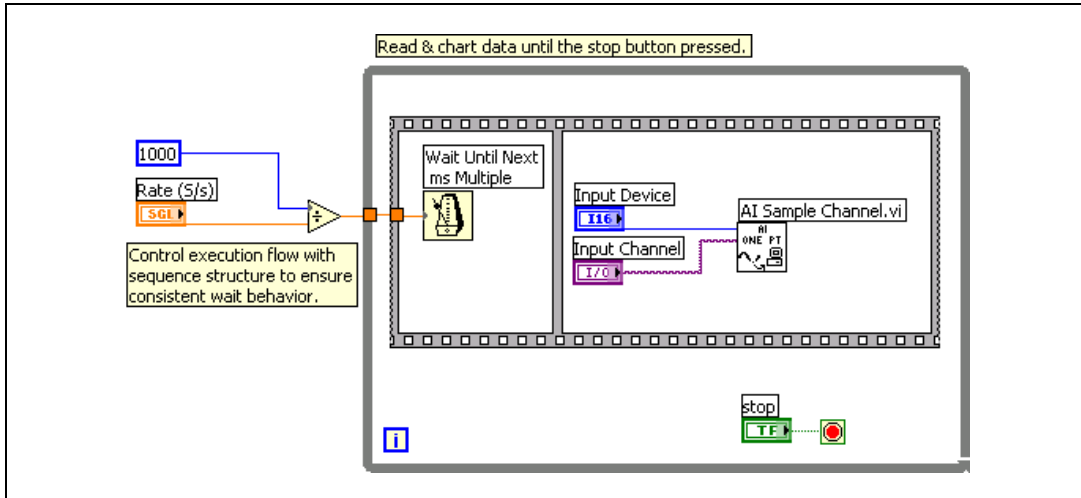 Read & chart data until the stop button pressed.
1000
Rate (S/s)
SGL
Control execution flow with
sequence structure to ensure
consistent wait behavior.
Wait Until Next
ms Multiple
Input Device
I16
Input Channel
I/O
AI Sample Channel.vi
AI
ONE PT
stop
TF
i